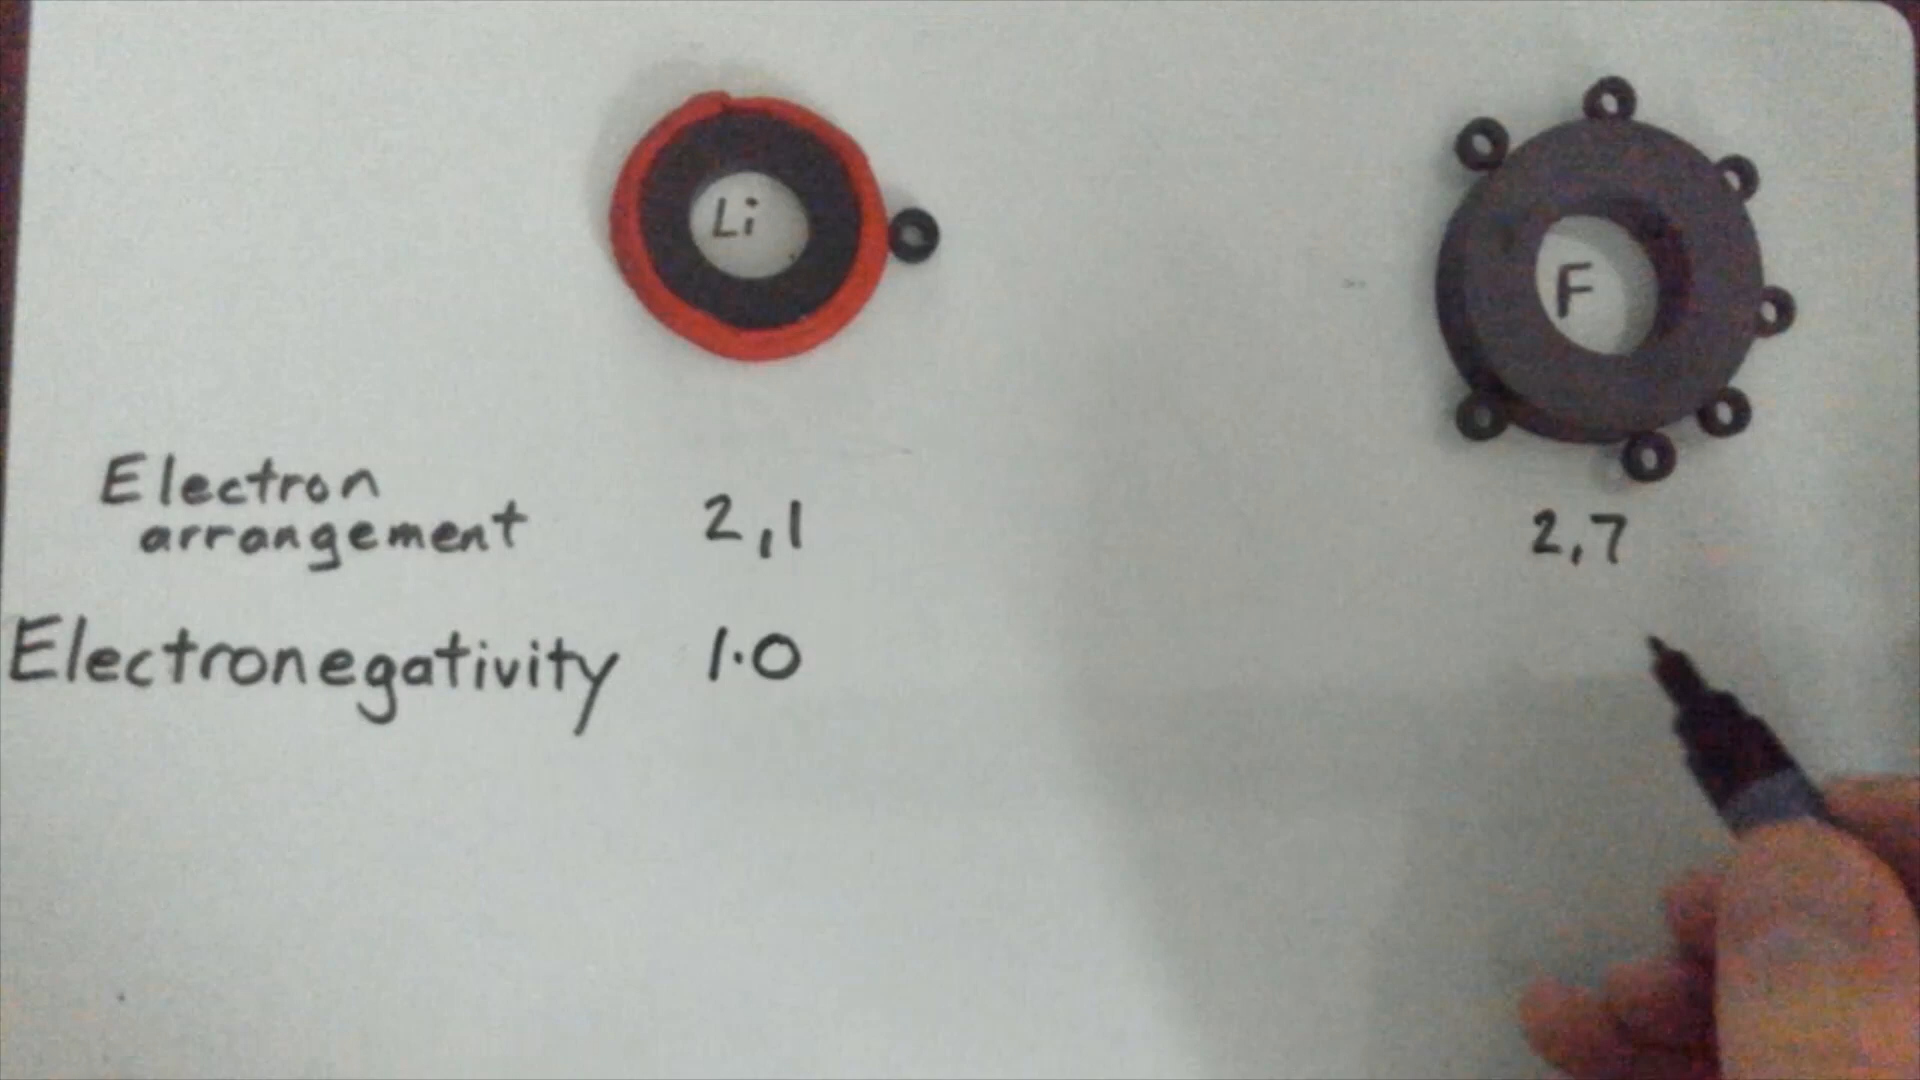 Li
F
Electron
arrangement 2,1 2,7
Electronegativity 1.0